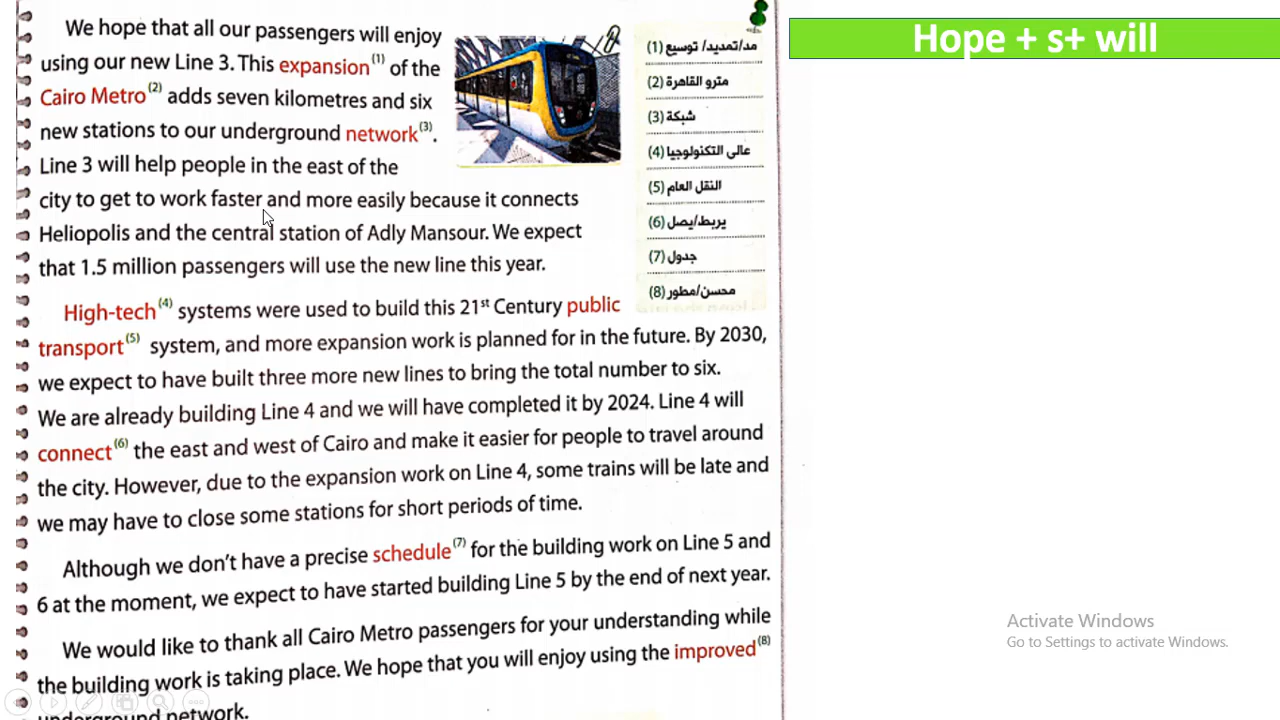 We hope that all our passengers will enjoy
using our new Line 3. This expansion(1) of the
Cairo Metro(2) adds seven kilometres and six
new stations to our underground network(3).
Line 3 will help people in the east of the
city to get to work faster and more easily because it connects
Heliopolis and the central station of Adly Mansour. We expect
that 1.5 million passengers will use the new line this year.
High-tech(4) systems were used to build this 21st Century public
transport(5) system, and more expansion work is planned for in the future. By 2030,
we expect to have built three more new lines to bring the total number to six.
We are already building Line 4 and we will have completed it by 2024. Line 4 will
connect(6) the east and west of Cairo and make it easier for people to travel around
the city. However, due to the expansion work on Line 4, some trains will be late and
we may have to close some stations for short periods of time.
Although we don't have a precise schedule(7) for the building work on Line 5 and
6 at the moment, we expect to have started building Line 5 by the end of next year.
We would like to thank all Cairo Metro passengers for your understanding while
the building work is taking place. We hope that you will enjoy using the improved(8)
underground network.
(1) مد/تمديد/ توسيع
(2) مترو القاهرة
(3) شبكة
(4) عالى التكنولوجيا
(5) النقل العام
(6) يربط/يصل
(7) جدول
(8) محسن/مطور
Hope + s+ will
Activate Windows
Go to Settings to activate Windows.